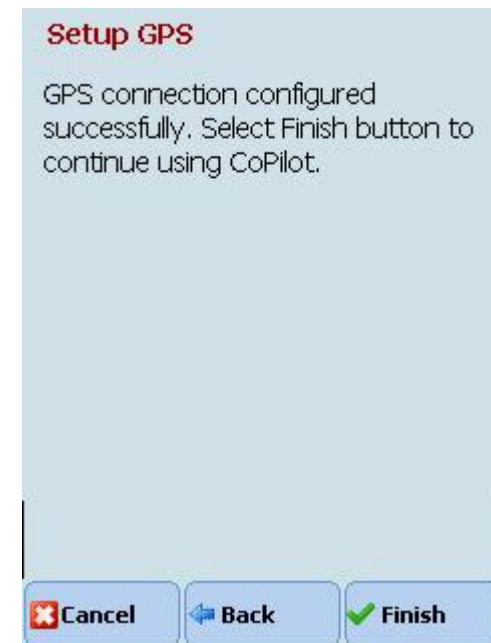 Setup GPS
GPS connection configured
successfully. Select Finish button to
continue using CoPilot.
Cancel
Back
Finish